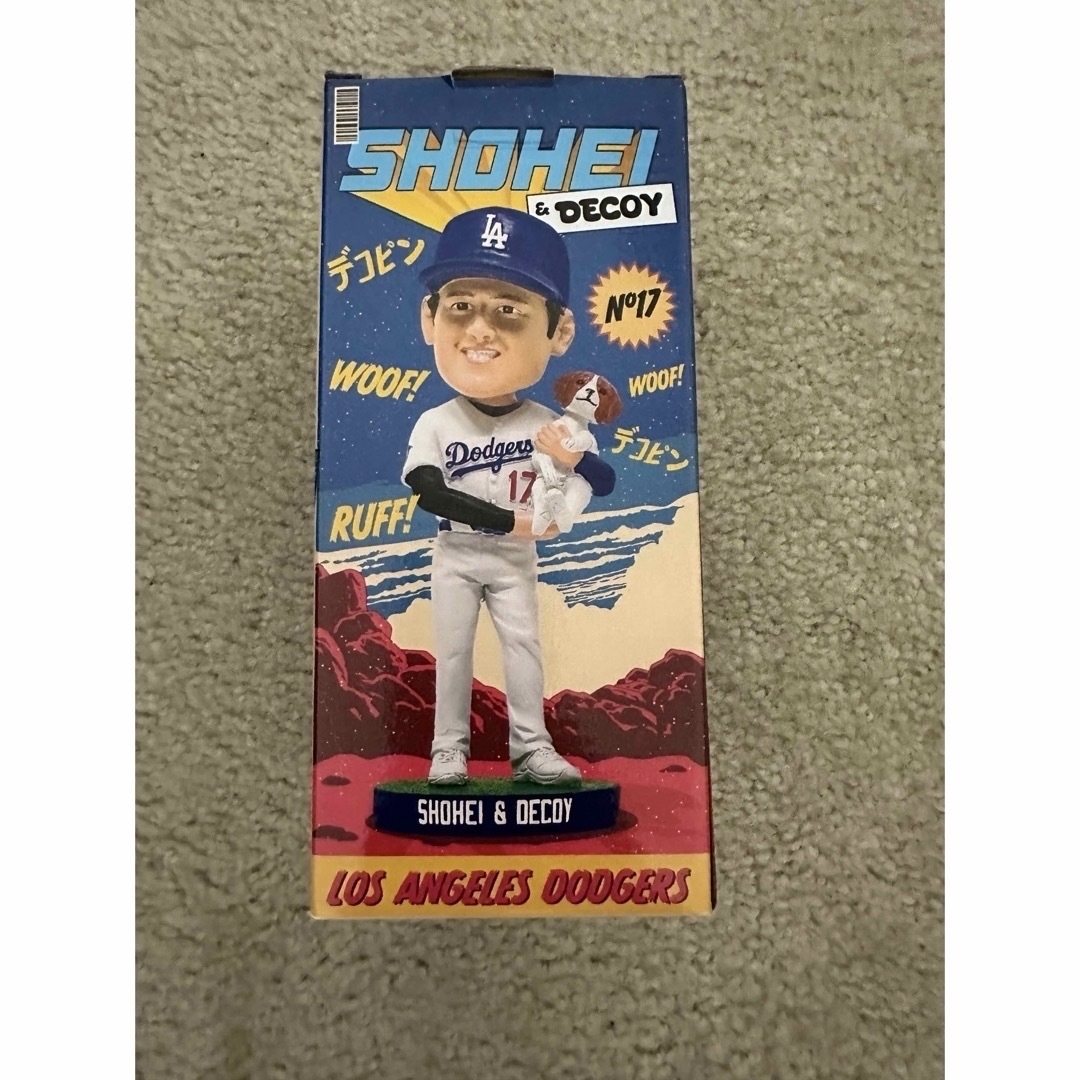 SHOHEI
& DECOY
LA
デコピン
Nº17
WOOF!
WOOF!
Dodgers
17
デコピン
RUFF!
SHOHEI & DECOY
LOS ANGELES DODGERS